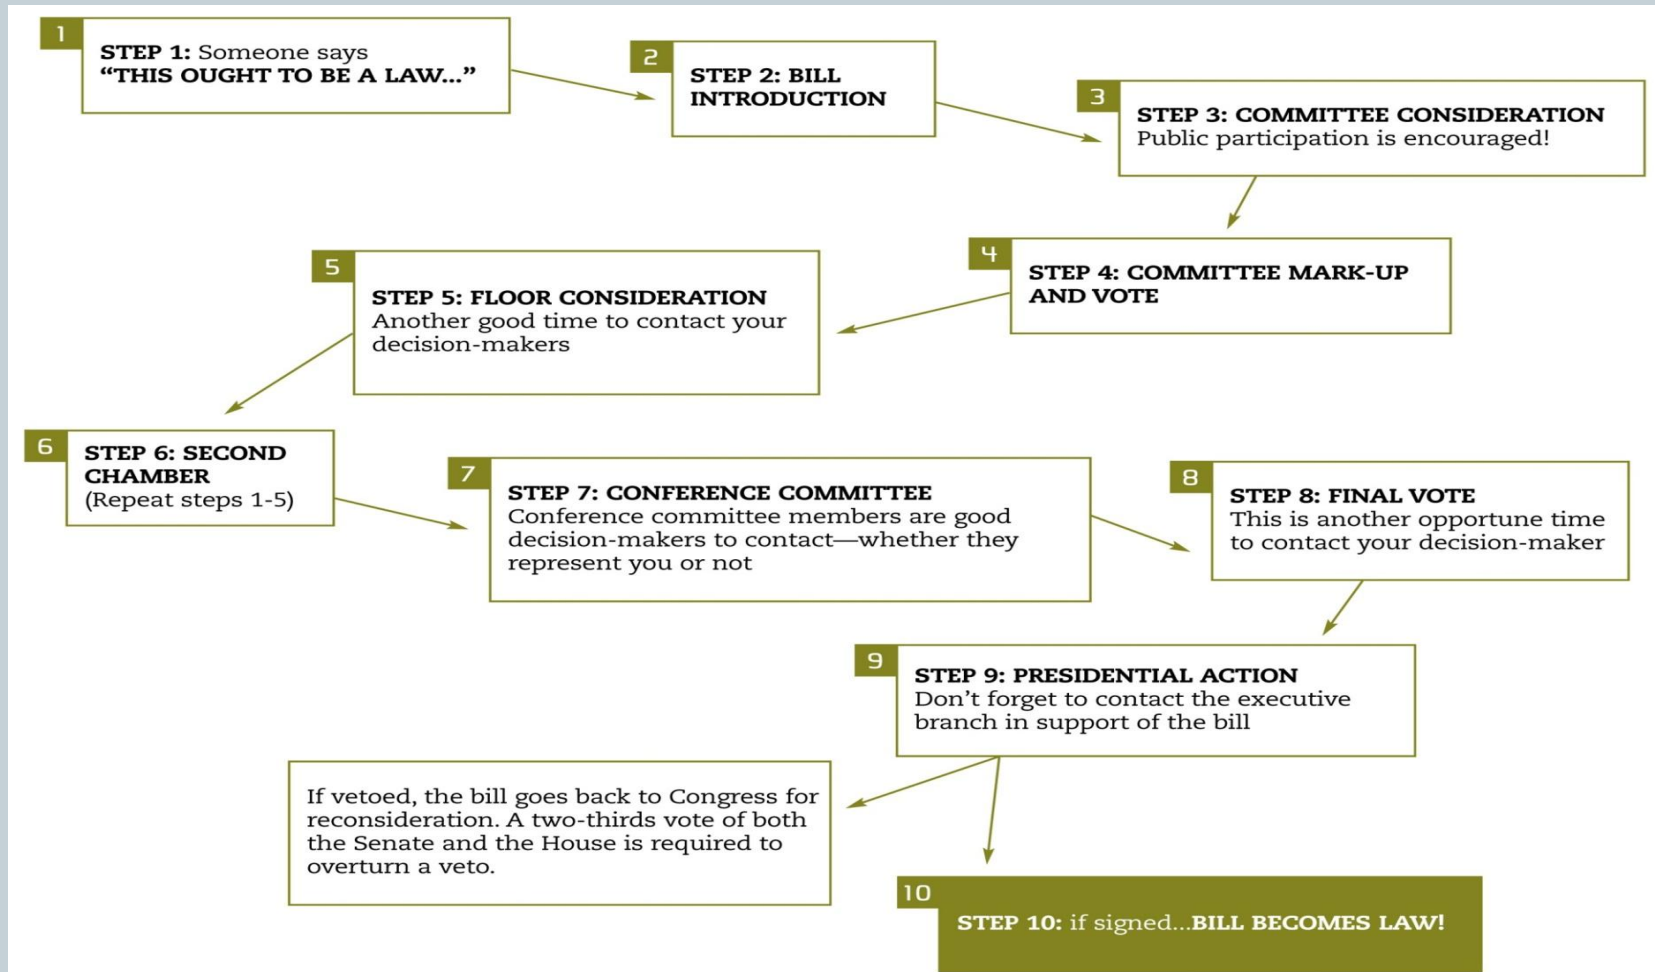 1
STEP 1: Someone says
“THIS OUGHT TO BE A LAW...”
2
STEP 2: BILL
INTRODUCTION
3
STEP 3: COMMITTEE CONSIDERATION
Public participation is encouraged!
4
STEP 4: COMMITTEE MARK-UP
AND VOTE
5
STEP 5: FLOOR CONSIDERATION
Another good time to contact your
decision-makers
6
STEP 6: SECOND
CHAMBER
(Repeat steps 1-5)
7
STEP 7: CONFERENCE COMMITTEE
Conference committee members are good
decision-makers to contact—whether they
represent you or not
8
STEP 8: FINAL VOTE
This is another opportune time
to contact your decision-maker
9
STEP 9: PRESIDENTIAL ACTION
Don’t forget to contact the executive
branch in support of the bill
If vetoed, the bill goes back to Congress for
reconsideration. A two-thirds vote of both
the Senate and the House is required to
overturn a veto.
10
STEP 10: if signed...BILL BECOMES LAW!